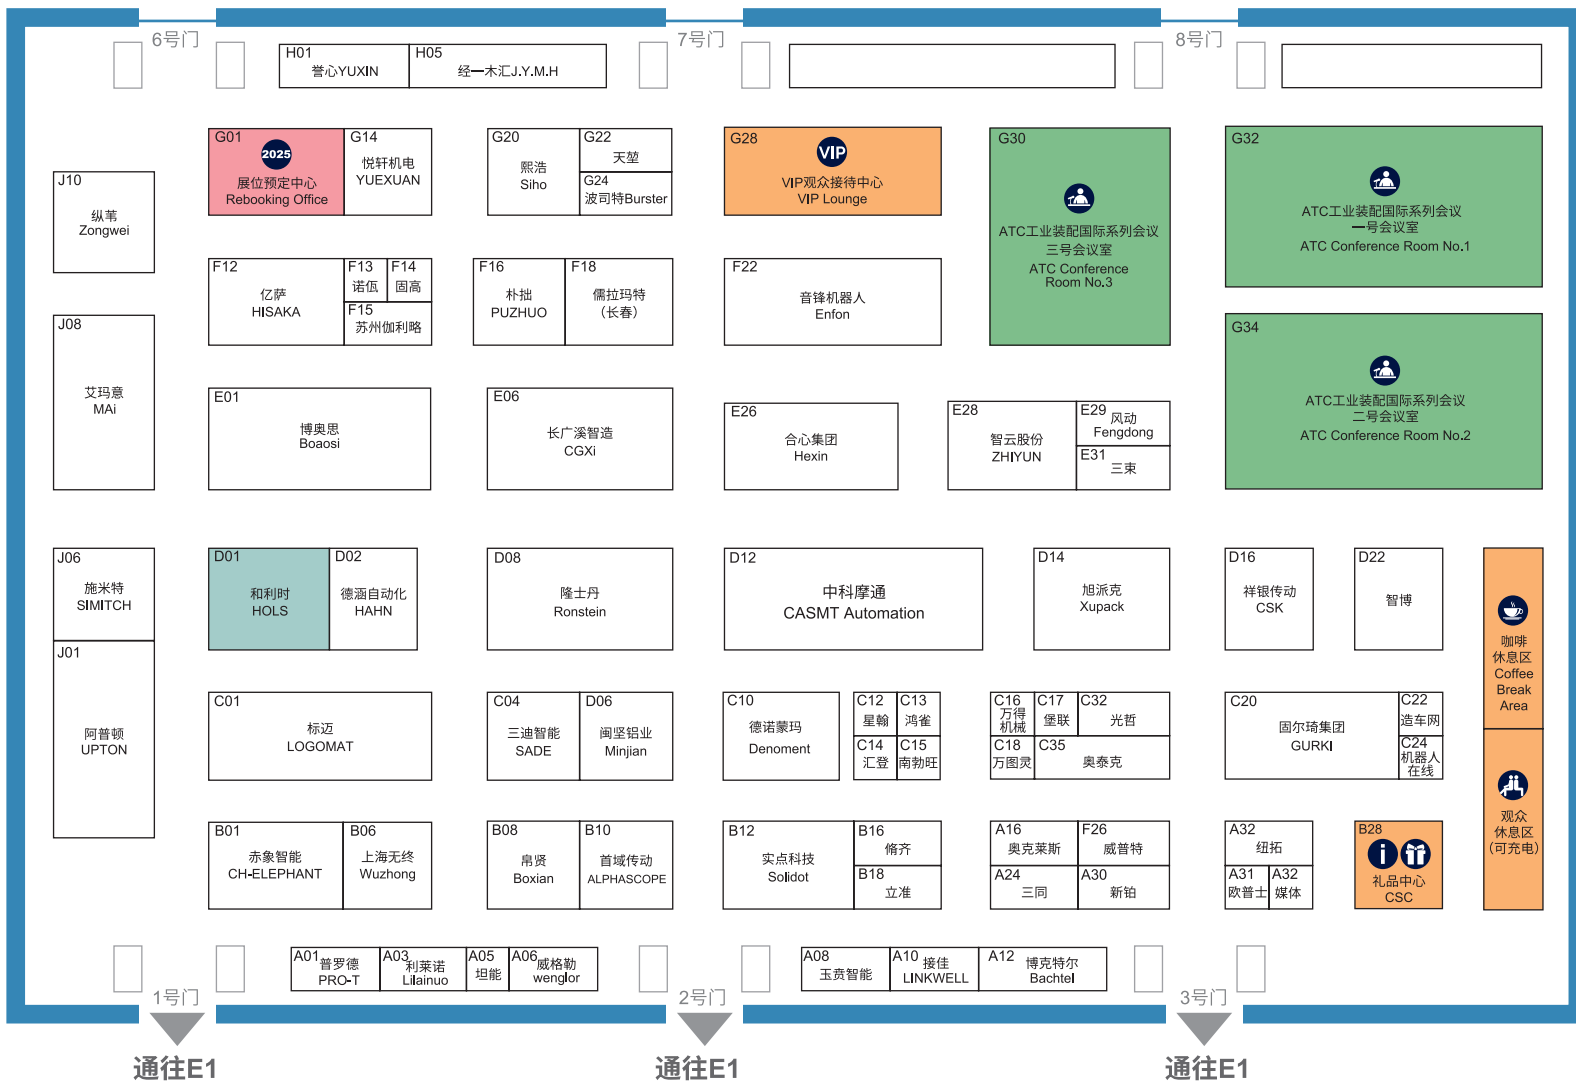 6号门
7号门
8号门
H01
誉心YUXIN
H05
经一木汇J.Y.M.H
G01
2025
展位预定中心
Rebooking Office
G14
悦轩机电
YUEXUAN
G20
熙浩
Siho
G22
天堃
G24
波司特Burster
G28
VIP
VIP观众接待中心
VIP Lounge
G30
ATC工业装配国际系列会议
三号会议室
ATC Conference
Room No.3
G32
ATC工业装配国际系列会议
一号会议室
ATC Conference Room No.1
J10
纵苇
Zongwei
F12
亿萨
HISAKA
F13
诺佤
F14
固高
F15
苏州伽利略
F16
朴拙
PUZHUO
F18
儒拉玛特
（长春）
F22
音锋机器人
Enfon
G34
ATC工业装配国际系列会议
二号会议室
ATC Conference Room No.2
J08
艾玛意
MAi
E01
博奥思
Boaosi
E06
长广溪智造
CGXi
E26
合心集团
Hexin
E28
智云股份
ZHIYUN
E29
风动
Fengdong
E31
三束
J06
施米特
SIMITCH
D01
和利时
HOLS
D02
德涵自动化
HAHN
D08
隆士丹
Ronstein
D12
中科摩通
CASMT Automation
D14
旭派克
Xupack
D16
祥银传动
CSK
D22
智博
咖啡
休息区
Coffee
Break
Area
J01
阿普顿
UPTON
C01
标迈
LOGOMAT
C04
三迪智能
SADE
D06
闽坚铝业
Minjian
C10
德诺蒙玛
Denoment
C12
星翰
C13
鸿雀
C14
汇登
C15
南勃旺
C16
万得
机械
C17
堡联
C32
光哲
C18
万图灵
C35
奥泰克
C20
固尔琦集团
GURKI
C22
造车网
C24
机器人
在线
观众
休息区
（可充电）
B01
赤象智能
CH-ELEPHANT
B06
上海无终
Wuzhong
B08
帛贤
Boxian
B10
首域传动
ALPHASCOPE
B12
实点科技
Solidot
B16
脩齐
B18
立准
A16
奥克莱斯
F26
威普特
A24
三同
A30
新铂
A32
纽拓
A31
欧普士
A32
媒体
B28
礼品中心
CSC
A01
普罗德
PRO-T
A03
利莱诺
Lilainuo
A05
坦能
A06
威格勒
wenglor
A08
玉贲智能
A10
接佳
LINKWELL
A12
博克特尔
Bachtel
1号门
2号门
3号门
通往E1
通往E1
通往E1